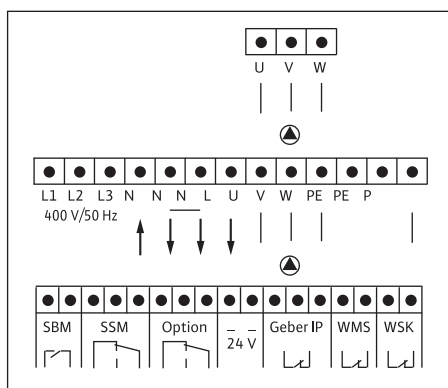 U V W
L1 L2 L3 N N N L U V W PE PE P
400 V/50 Hz
SBM SSM Option 24 V Geber IP WMS WSK